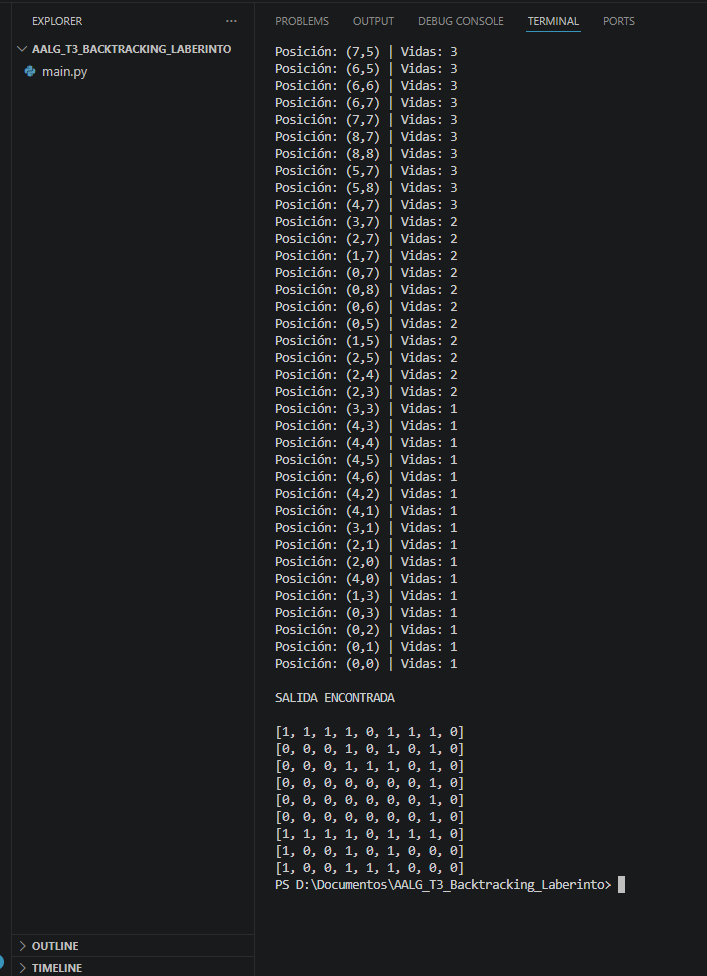 EXPLORER
...
AALG_T3_BACKTRACKING_LABERINTO
main.py
OUTLINE
TIMELINE
PROBLEMS OUTPUT DEBUG CONSOLE TERMINAL PORTS
Posición: (7,5) | Vidas: 3
Posición: (6,5) | Vidas: 3
Posición: (6,6) | Vidas: 3
Posición: (6,7) | Vidas: 3
Posición: (7,7) | Vidas: 3
Posición: (8,7) | Vidas: 3
Posición: (8,8) | Vidas: 3
Posición: (5,7) | Vidas: 3
Posición: (5,8) | Vidas: 3
Posición: (4,7) | Vidas: 3
Posición: (3,7) | Vidas: 2
Posición: (2,7) | Vidas: 2
Posición: (1,7) | Vidas: 2
Posición: (0,7) | Vidas: 2
Posición: (0,8) | Vidas: 2
Posición: (0,6) | Vidas: 2
Posición: (0,5) | Vidas: 2
Posición: (1,5) | Vidas: 2
Posición: (2,5) | Vidas: 2
Posición: (2,4) | Vidas: 2
Posición: (2,3) | Vidas: 2
Posición: (3,3) | Vidas: 1
Posición: (4,3) | Vidas: 1
Posición: (4,4) | Vidas: 1
Posición: (4,5) | Vidas: 1
Posición: (4,6) | Vidas: 1
Posición: (4,2) | Vidas: 1
Posición: (4,1) | Vidas: 1
Posición: (3,1) | Vidas: 1
Posición: (2,1) | Vidas: 1
Posición: (2,0) | Vidas: 1
Posición: (4,0) | Vidas: 1
Posición: (1,3) | Vidas: 1
Posición: (0,3) | Vidas: 1
Posición: (0,2) | Vidas: 1
Posición: (0,1) | Vidas: 1
Posición: (0,0) | Vidas: 1
SALIDA ENCONTRADA
[1, 1, 1, 1, 0, 1, 1, 1, 0]
[0, 0, 0, 1, 0, 1, 0, 1, 0]
[0, 0, 0, 1, 1, 1, 0, 1, 0]
[0, 0, 0, 0, 0, 0, 0, 1, 0]
[0, 0, 0, 0, 0, 0, 0, 1, 0]
[0, 0, 0, 0, 0, 0, 0, 1, 0]
[1, 1, 1, 1, 0, 1, 1, 1, 0]
[1, 0, 0, 1, 0, 1, 0, 0, 0]
[1, 0, 0, 1, 1, 1, 0, 0, 0]
PS D:\Documentos\AALG_T3_Backtracking_Laberinto>